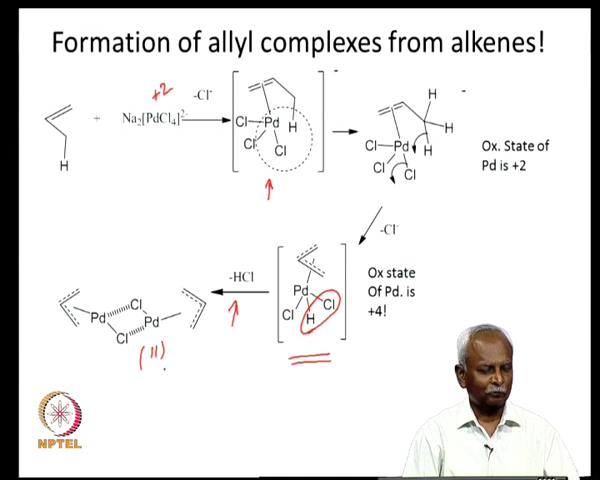 Formation of allyl complexes from alkenes!
+2
-Cl-
+ Na2[PdCl4]2-
H
Cl Pd H
Cl Cl
-
H
H
H
Cl Pd
Cl Cl
-
Ox. State of
Pd is +2
-Cl-
-HCl
Pd
Cl H Cl
Ox state
Of Pd. is
+4!
Pd Cl
Cl Pd
(II)
NPTEL